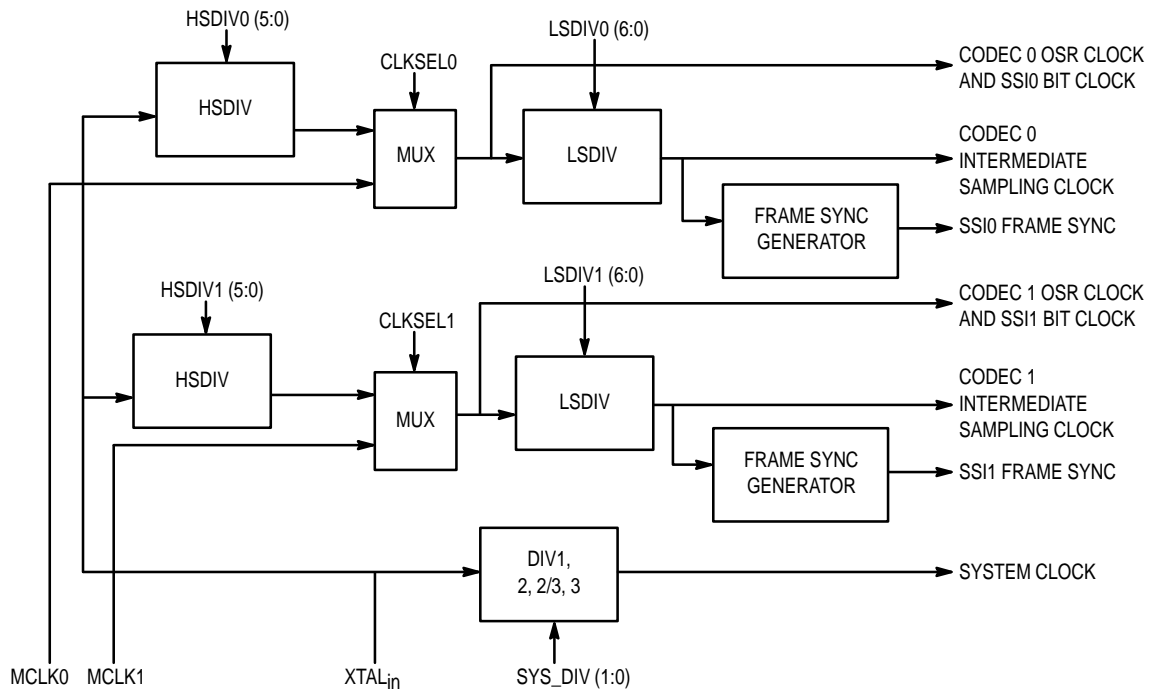 HSDIV0 (5:0)
LSDIV0 (6:0)
CLKSEL0
CODEC 0 OSR CLOCK
AND SSI0 BIT CLOCK
HSDIV
MUX
LSDIV
CODEC 0
INTERMEDIATE
SAMPLING CLOCK
FRAME SYNC
GENERATOR
SSI0 FRAME SYNC
HSDIV1 (5:0)
LSDIV1 (6:0)
CLKSEL1
CODEC 1 OSR CLOCK
AND SSI1 BIT CLOCK
HSDIV
MUX
LSDIV
CODEC 1
INTERMEDIATE
SAMPLING CLOCK
FRAME SYNC
GENERATOR
SSI1 FRAME SYNC
DIV1,
2, 2/3, 3
SYSTEM CLOCK
MCLK0
MCLK1
XTALin
SYS_DIV (1:0)